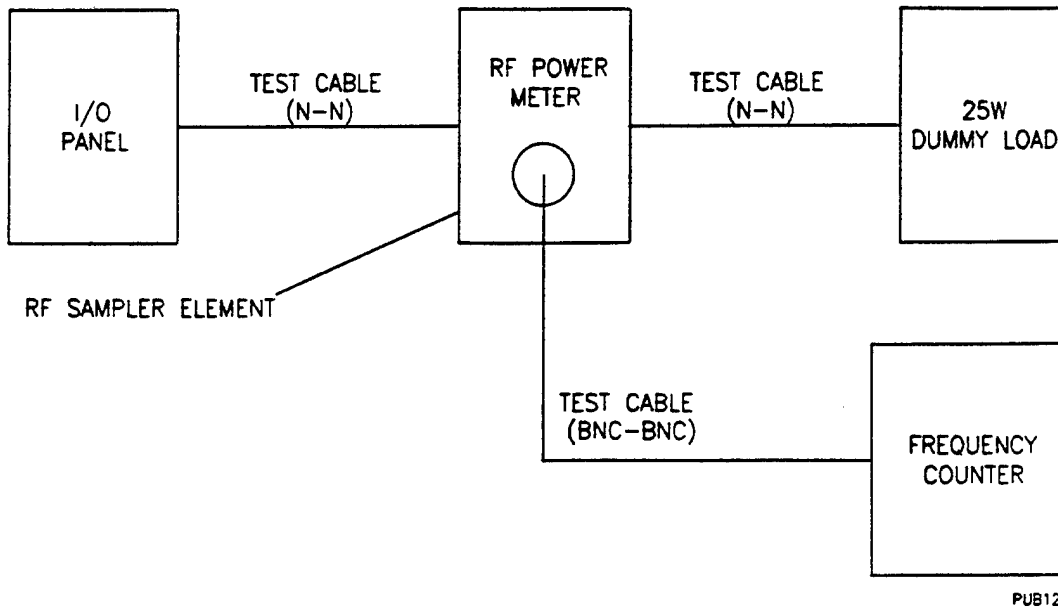 I/O
PANEL
TEST CABLE
(N-N)
RF POWER
METER
TEST CABLE
(N-N)
25W
DUMMY LOAD
RF SAMPLER ELEMENT
TEST CABLE
(BNC-BNC)
FREQUENCY
COUNTER
PUB12